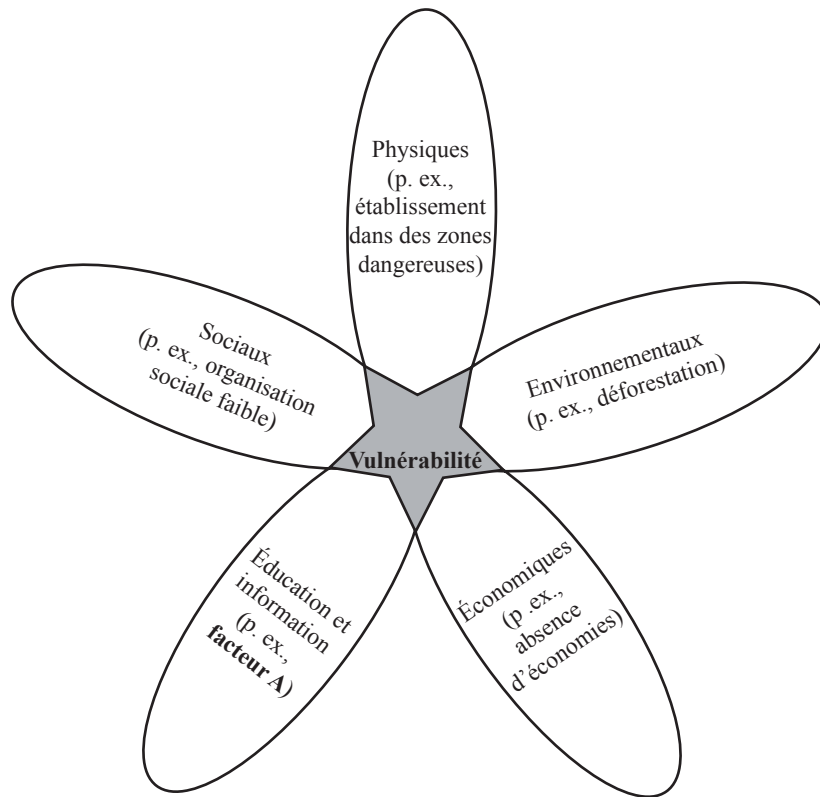 Physiques
(p. ex.,
établissement
dans des zones
dangereuses)
Sociaux
(p. ex., organisation
sociale faible)
Environnementaux
(p. ex., déforestation)
Vulnérabilité
Éducation et
information
(p. ex.,
facteur A)
Économiques
(p .ex.,
absence
d’économies)